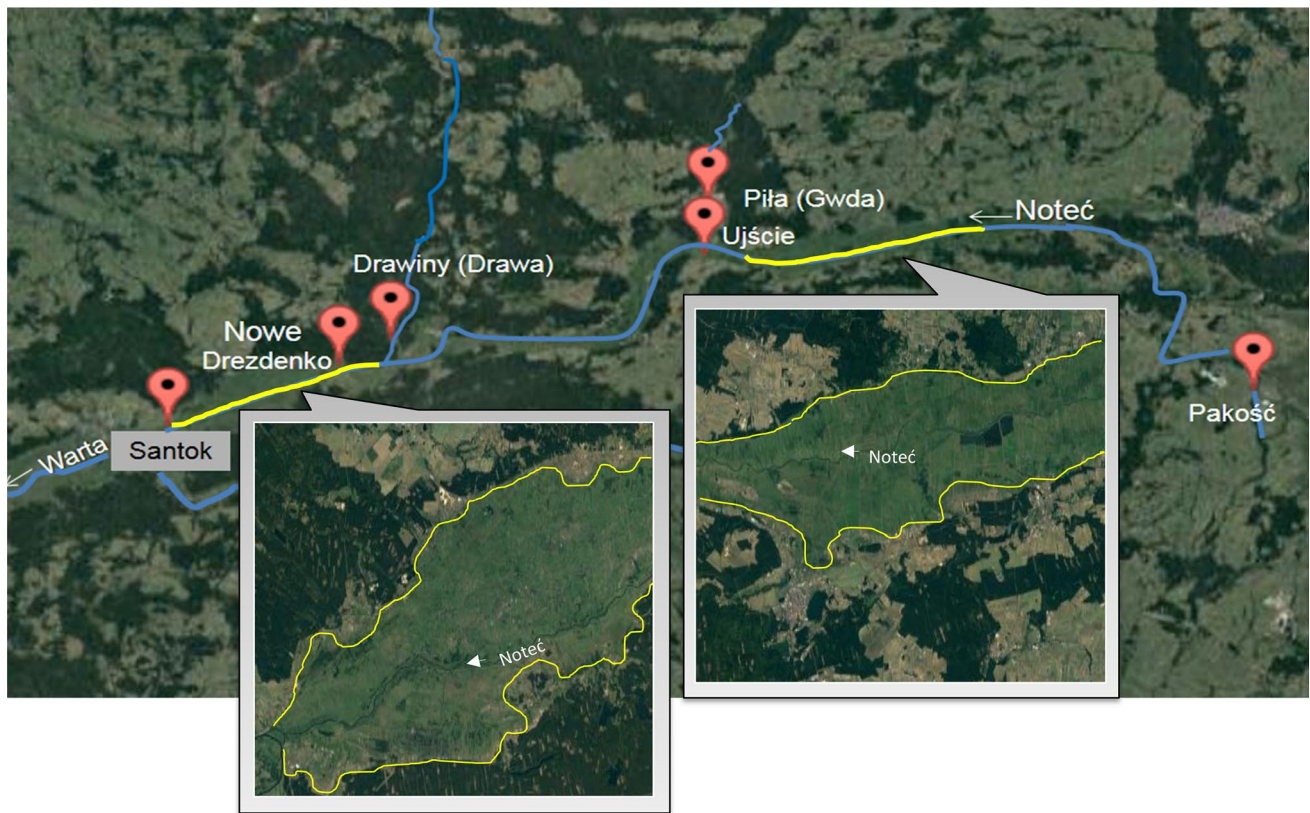 Piła (Gwda)
← Noteć
Ujście
Drawiny (Drawa)
Nowe
Drezdenko
Pakość
Santok
← Warta
Noteć
Noteć